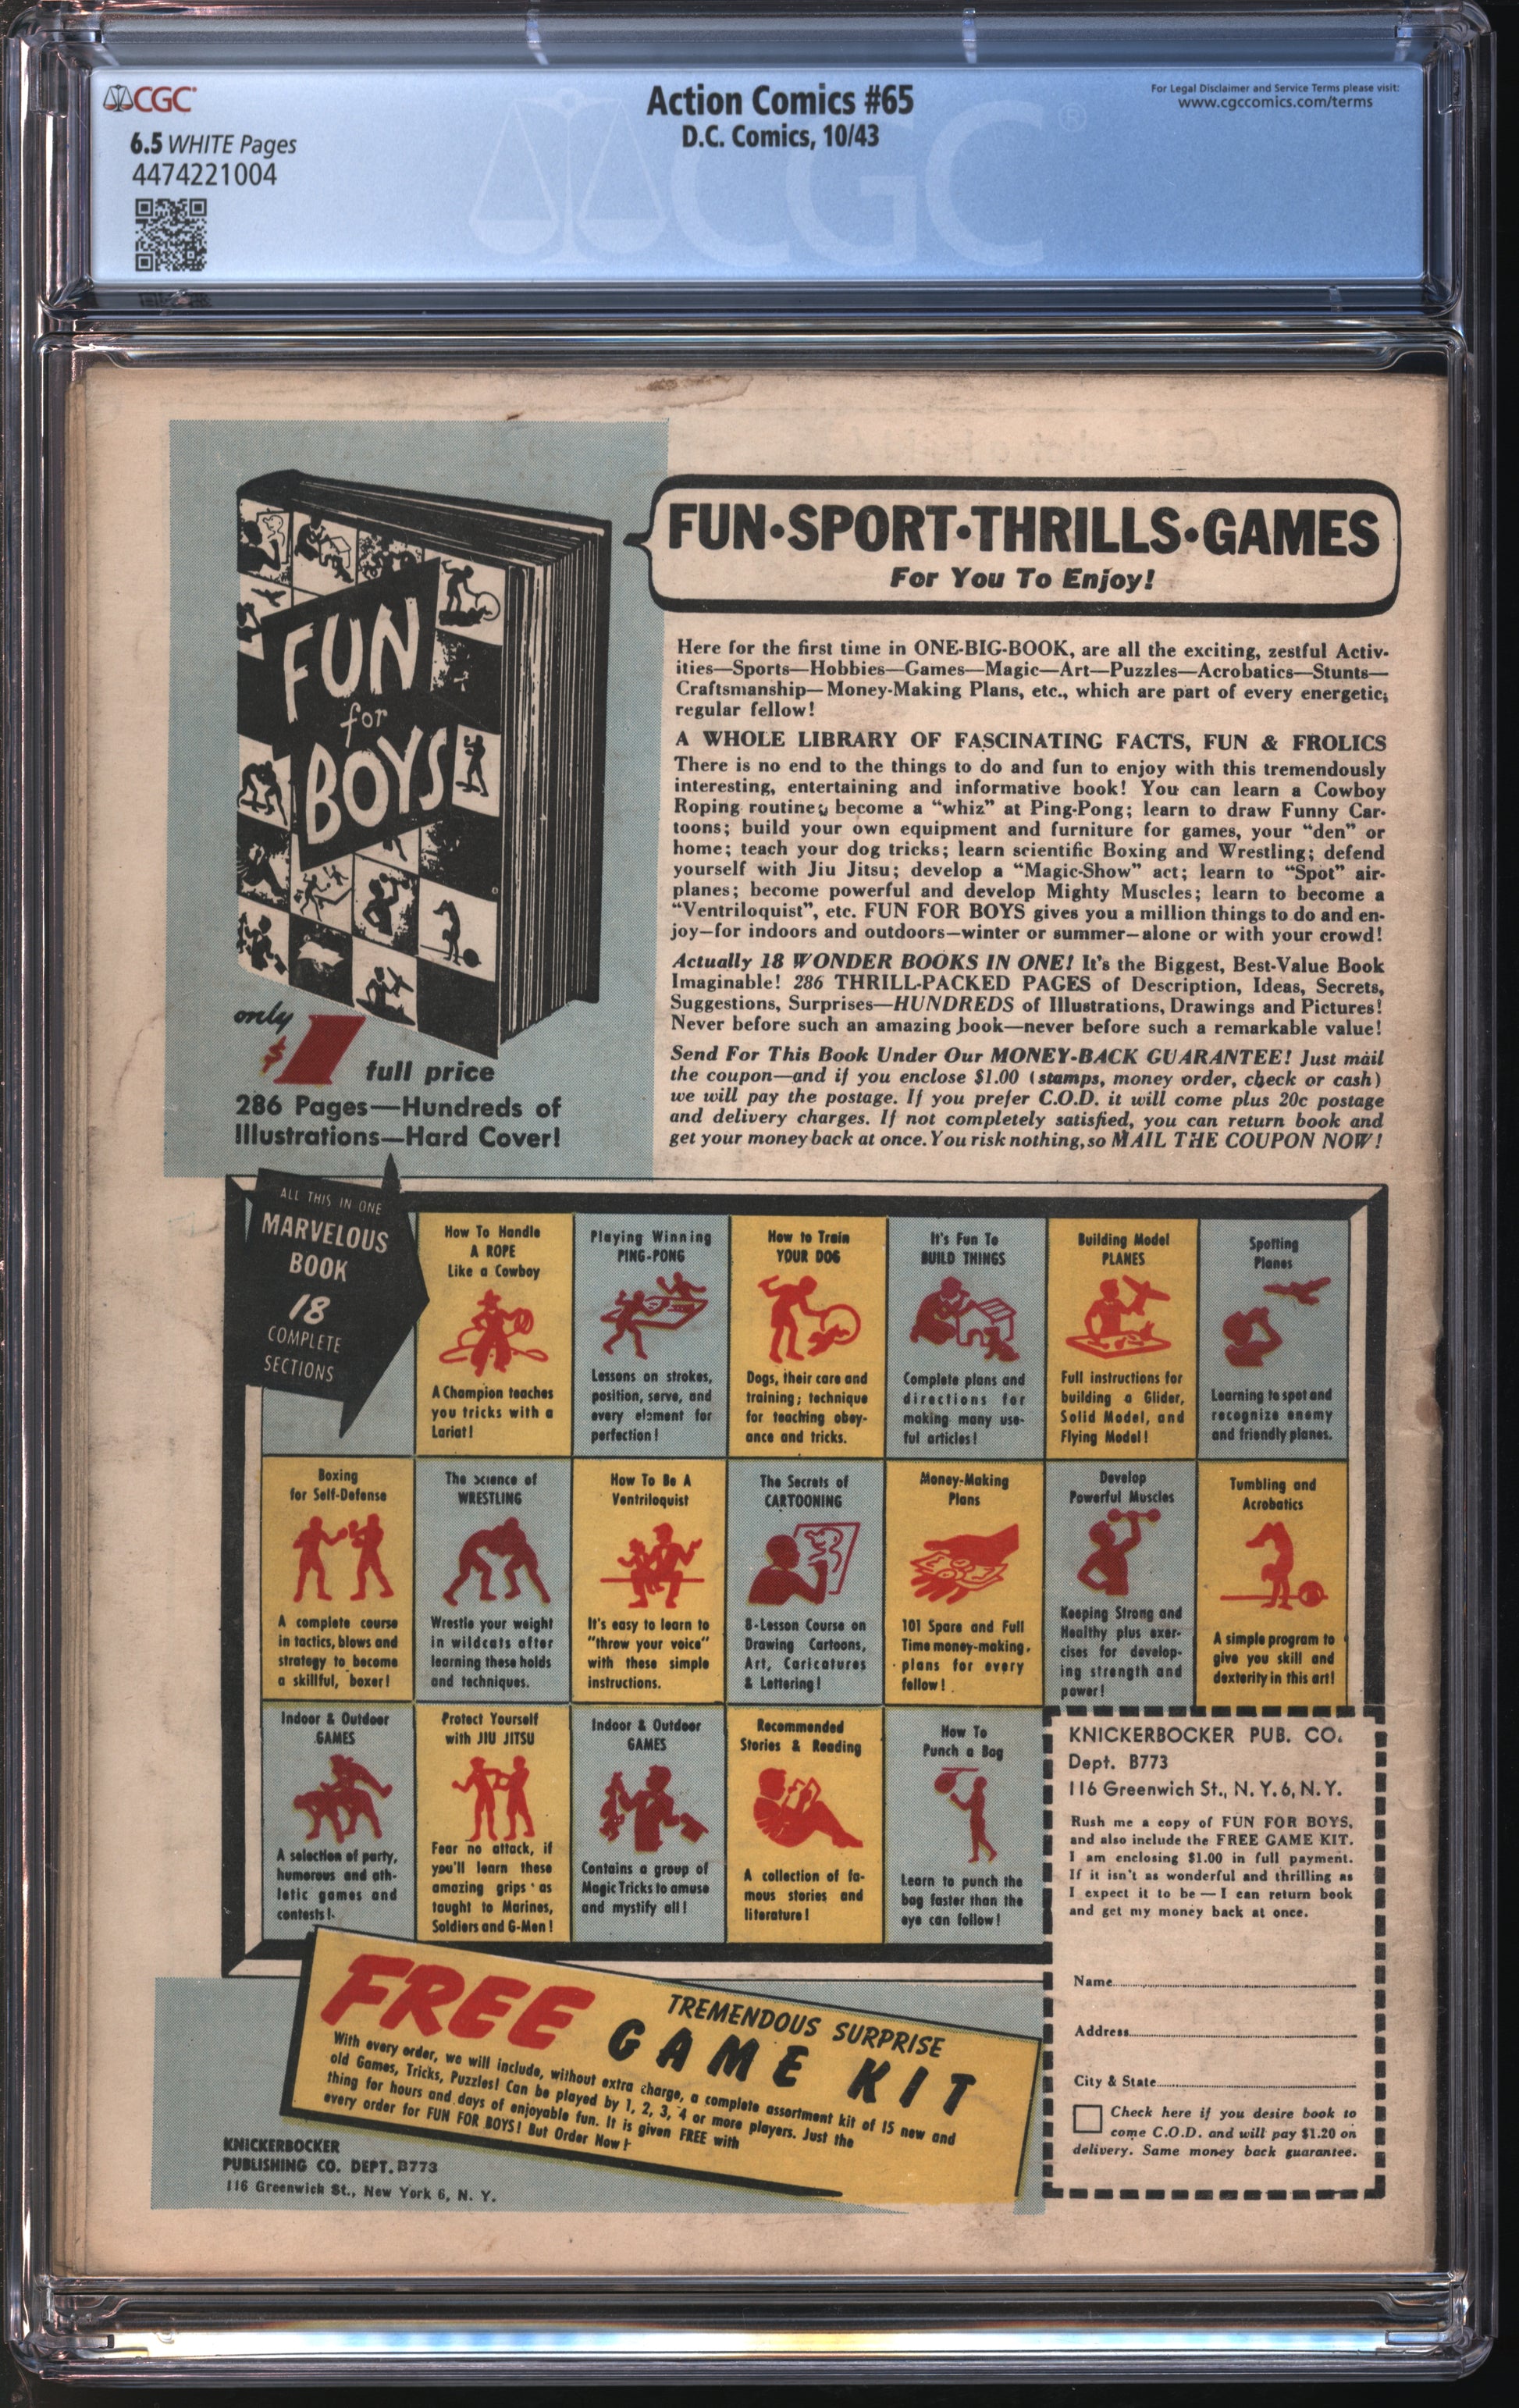 CGC
6.5 WHITE Pages
4474221004
Action Comics #65
D.C. Comics, 10/43
For Legal Disclaimer and Service Terms please visit:
www.cgccomics.com/terms
CGC®
FUN
for
BOYS
only
$1
full price
286 Pages—Hundreds of
Illustrations—Hard Cover!
FUN•SPORT•THRILLS•GAMES
For You To Enjoy!
Here for the first time in ONE-BIG-BOOK, are all the exciting, zestful Activ-
ities—Sports—Hobbies—Games—Magic—Art—Puzzles—Acrobatics—Stunts—
Craftsmanship—Money-Making Plans, etc., which are part of every energetic,
regular fellow!
A WHOLE LIBRARY OF FASCINATING FACTS, FUN & FROLICS
There is no end to the things to do and fun to enjoy with this tremendously
interesting, entertaining and informative book! You can learn a Cowboy
Roping routine; become a “whiz” at Ping-Pong; learn to draw Funny Car-
toons; build your own equipment and furniture for games, your “den” or
home; teach your dog tricks; learn scientific Boxing and Wrestling; defend
yourself with Jiu Jitsu; develop a “Magic-Show” act; learn to “Spot” air-
planes; become powerful and develop Mighty Muscles; learn to become a
“Ventriloquist”, etc. FUN FOR BOYS gives you a million things to do and en-
joy—for indoors and outdoors—winter or summer—alone or with your crowd!
Actually 18 WONDER BOOKS IN ONE! It's the Biggest, Best-Value Book
Imaginable! 286 THRILL-PACKED PAGES of Description, Ideas, Secrets,
Suggestions, Surprises—HUNDREDS of Illustrations, Drawings and Pictures!
Never before such an amazing book—never before such a remarkable value!
Send For This Book Under Our MONEY-BACK GUARANTEE! Just mail
the coupon—and if you enclose $1.00 (stamps, money order, check or cash)
we will pay the postage. If you prefer C.O.D. it will come plus 20c postage
and delivery charges. If not completely satisfied, you can return book and
get your money back at once. You risk nothing, so MAIL THE COUPON NOW!
ALL THIS IN ONE
MARVELOUS
BOOK
18
COMPLETE
SECTIONS
How To Handle
A ROPE
Like a Cowboy
A Champion teaches
you tricks with a
Lariat!
Playing Winning
PING-PONG
Lessons on strokes,
position, serve, and
every element for
perfection!
How to Train
YOUR DOG
Dogs, their care and
training; technique
for teaching obey-
ance and tricks.
It's Fun To
BUILD THINGS
Complete plans and
directions for
making many use-
ful articles!
Building Model
PLANES
Full instructions for
building a Glider,
Solid Model, and
Flying Model!
Spotting
Planes
Learning to spot and
recognize enemy
and friendly planes.
Boxing
for Self-Defense
A complete course
in tactics, blows and
strategy to become
a skillful, boxer!
The Science of
WRESTLING
Wrestle your weight
in wildcats after
learning these holds
and techniques.
How To Be A
Ventriloquist
It's easy to learn to
“throw your voice”
with these simple
instructions.
The Secrets of
CARTOONING
8-Lesson Course on
Drawing Cartoons,
Art, Caricatures
& Lettering!
Money-Making
Plans
101 Spare and Full
Time money-making
plans for every
fellow!
Develop
Powerful Muscles
Keeping Strong and
Healthy plus exer-
cises for develop-
ing strength and
power!
Tumbling and
Acrobatics
A simple program to
give you skill and
dexterity in this art!
Indoor & Outdoor
GAMES
A selection of party,
humorous and ath-
letic games and
contests!
Protect Yourself
with JIU JITSU
Fear no attack, if
you'll learn these
amazing grips as
taught to Marines,
Soldiers and G-Men!
Indoor & Outdoor
GAMES
Contains a group of
Magic Tricks to amuse
and mystify all!
Recommended
Stories & Reading
A collection of fa-
mous stories and
literature!
How To
Punch a Bag
Learn to punch the
bag faster than the
eye can follow!
KNICKERBOCKER PUB. CO.
Dept. B773
116 Greenwich St., N. Y. 6, N. Y.
Rush me a copy of FUN FOR BOYS,
and also include the FREE GAME KIT.
I am enclosing $1.00 in full payment.
If it isn't as wonderful and thrilling as
I expect it to be — I can return book
and get my money back at once.
Name
Address
City & State
Check here if you desire book to
come C.O.D. and will pay $1.20 on
delivery. Same money back guarantee.
FREE
TREMENDOUS SURPRISE
GAME KIT
With every order, we will include, without extra charge, a complete assortment kit of 15 new and
old Games, Tricks, Puzzles! Can be played by 1, 2, 3, 4 or more players. Just the
thing for hours and days of enjoyable fun. It is given FREE with
every order for FUN FOR BOYS! But Order Now!
KNICKERBOCKER
PUBLISHING CO. DEPT. B773
116 Greenwich St., New York 6, N. Y.